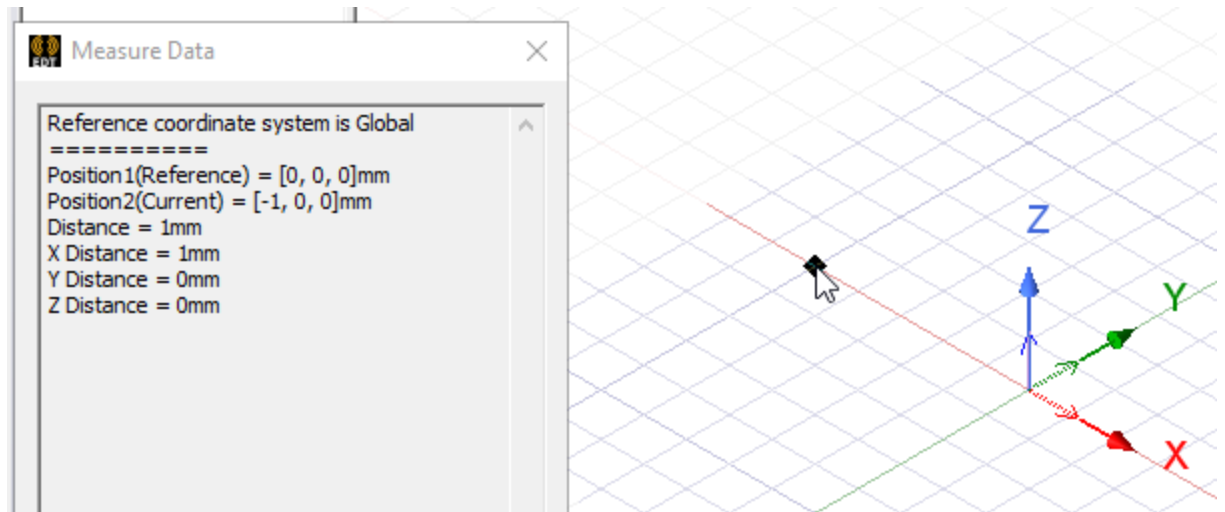 EDT
Measure Data
Reference coordinate system is Global
==========
Position1(Reference) = [0, 0, 0]mm
Position2(Current) = [-1, 0, 0]mm
Distance = 1mm
X Distance = 1mm
Y Distance = 0mm
Z Distance = 0mm
Z
Y
X